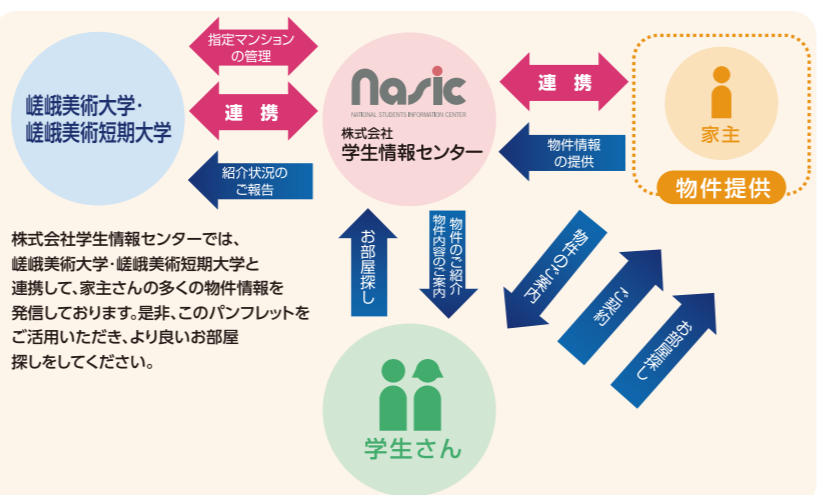 嵯峨美術大学・
嵯峨美術短期大学
指定マンション
の管理
連 携
紹介状況の
ご報告
Nasic
NATIONAL STUDENTS INFORMATION CENTER
株式会社
学生情報センター
連 携
物件情報
の提供
家主
物件提供
株式会社学生情報センターでは、
嵯峨美術大学・嵯峨美術短期大学と
連携して、家主さんの多くの物件情報を
発信しております。是非、このパンフレットを
ご活用いただき、より良いお部屋
探しをしてください。
お部屋探し
物件のご紹介
物件内容のご案内
物件のご案内
ご契約
お部屋探し
学生さん